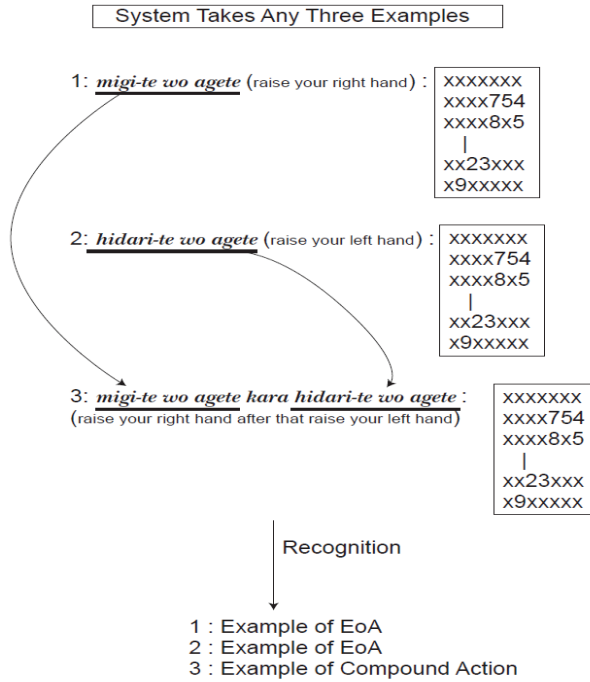 System Takes Any Three Examples
1: migi-te wo agete (raise your right hand) :
xxxxxxx
xxxx754
xxxx8x5
|
xx23xxx
x9xxxxx
2: hidari-te wo agete (raise your left hand) :
xxxxxxx
xxxx754
xxxx8x5
|
xx23xxx
x9xxxxx
3: migi-te wo agete kara hidari-te wo agete :
(raise your right hand after that raise your left hand)
xxxxxxx
xxxx754
xxxx8x5
|
xx23xxx
x9xxxxx
Recognition
1 : Example of EoA
2 : Example of EoA
3 : Example of Compound Action